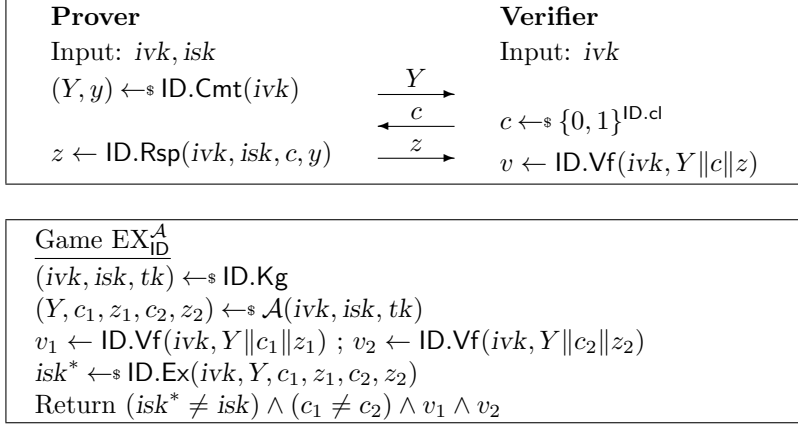 Prover Verifier
Input: ivk, isk Input: ivk
(Y, y) ←$ ID.Cmt(ivk) Y
c c ←$ {0, 1}^ID.cl
z ← ID.Rsp(ivk, isk, c, y) z v ← ID.Vf(ivk, Y‖c‖z)
Game EX^𝒜_ID
(ivk, isk, tk) ←$ ID.Kg
(Y, c₁, z₁, c₂, z₂) ←$ 𝒜(ivk, isk, tk)
v₁ ← ID.Vf(ivk, Y‖c₁‖z₁) ; v₂ ← ID.Vf(ivk, Y‖c₂‖z₂)
isk* ←$ ID.Ex(ivk, Y, c₁, z₁, c₂, z₂)
Return (isk* ≠ isk) ∧ (c₁ ≠ c₂) ∧ v₁ ∧ v₂